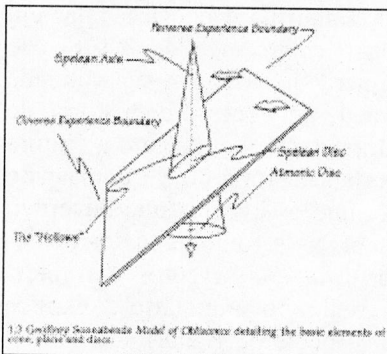 Perverse Experience Boundary
Spelean Axis
Obverse Experience Boundary
Spelean Disc
Atmonic Disc
The "Hollows"
1.3 Geoffrey Sonnabends Model of Obliscence detailing the basic elements of
cone, plane and discs.